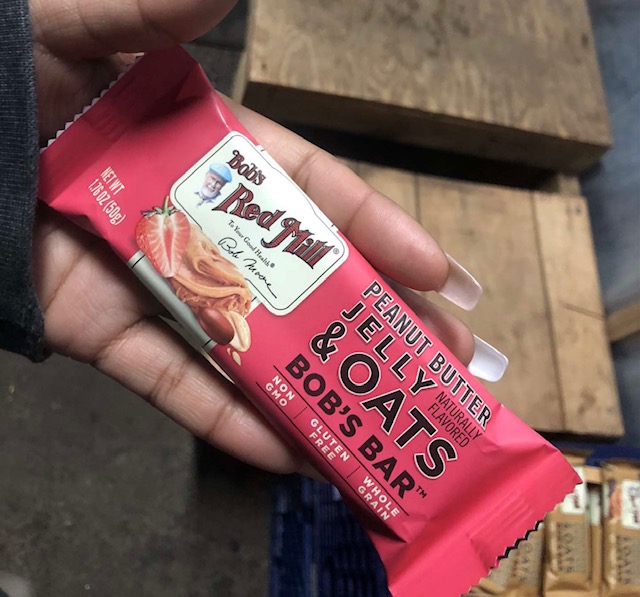 NET WT
1.76 OZ (50g)
Bob's
Red Mill®
To Your Good Health®
Bob Moore
PEANUT BUTTER
JELLY
& OATS
NATURALLY
FLAVORED
BOB'S BAR™
NON
GMO
GLUTEN
FREE
WHOLE
GRAIN